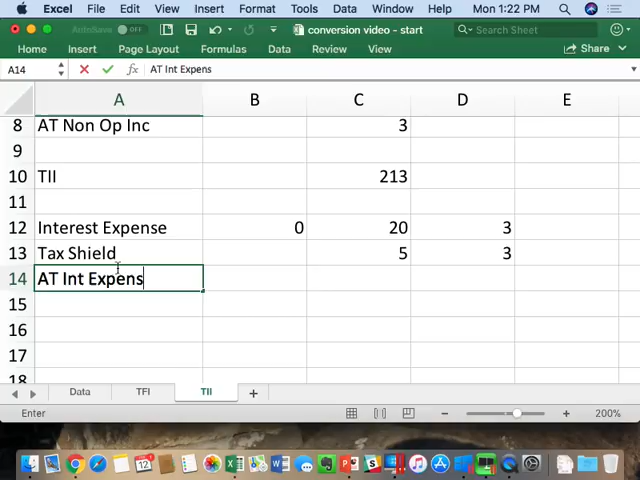 Excel File Edit View Insert Format Tools Data Window Help Mon 1:22 PM
AutoSave OFF conversion video - start Search Sheet
Home Insert Page Layout Formulas Data Review View Share
A14 fx AT Int Expens
A B C D E
8 AT Non Op Inc 3
9
10 TII 213
11
12 Interest Expense 0 20 3
13 Tax Shield 5 3
14 AT Int Expens
15
16
17
18
Data TFI TII
Enter 200%